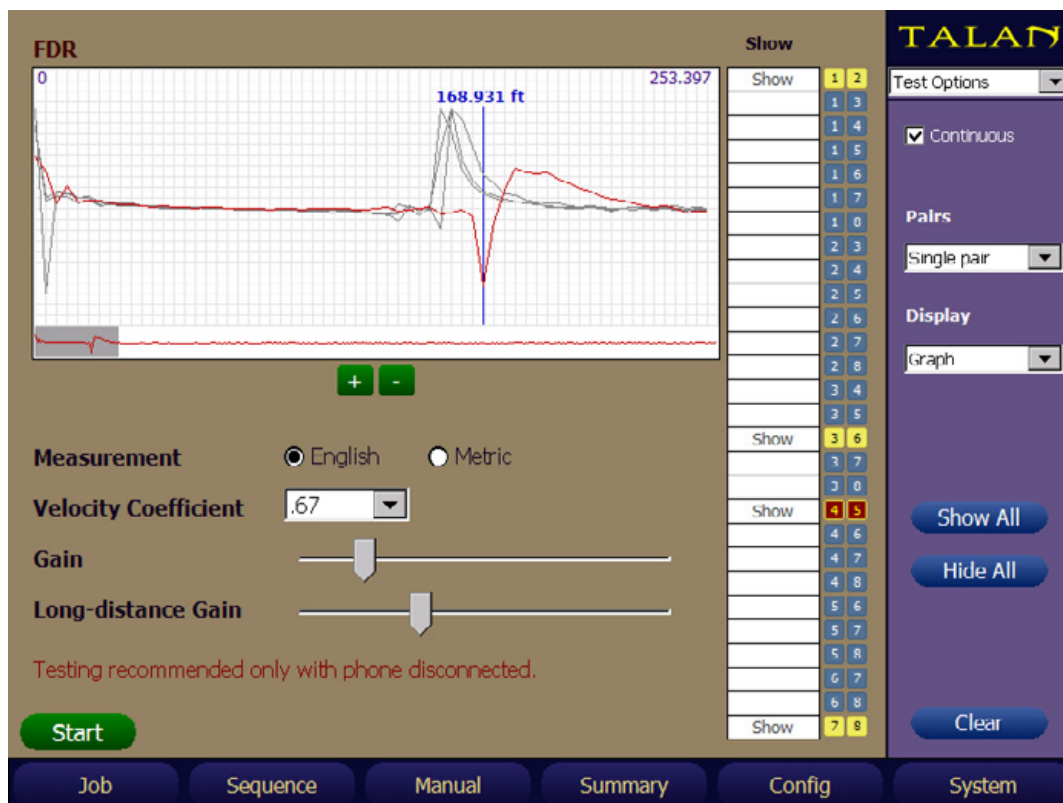 FDR
0
253.397
168.931 ft
+ -
Measurement English Metric
Velocity Coefficient .67
Gain
Long-distance Gain
Testing recommended only with phone disconnected.
Start
Show
Show 1 2
1 3
1 4
1 5
1 6
1 7
1 8
2 3
2 4
2 5
2 6
2 7
2 8
3 4
3 5
Show 3 6
3 7
3 8
Show 4 5
4 6
4 7
4 8
5 6
5 7
5 8
6 7
6 8
Show 7 8
TALAN
Test Options
Continuous
Pairs
Single pair
Display
Graph
Show All
Hide All
Clear
Job Sequence Manual Summary Config System